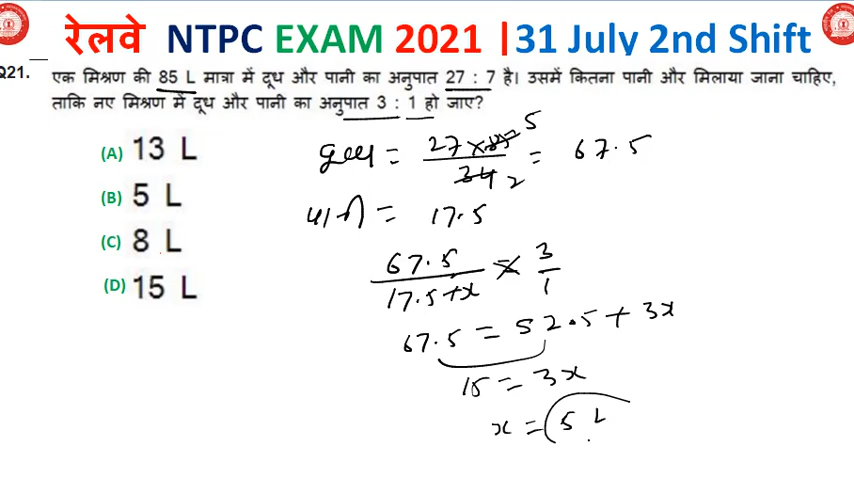 रेलवे NTPC EXAM 2021 |31 July 2nd Shift
Q21. एक मिश्रण की 85 L मात्रा में दूध और पानी का अनुपात 27 : 7 है। उसमें कितना पानी और मिलाया जाना चाहिए,
ताकि नए मिश्रण में दूध और पानी का अनुपात 3 : 1 हो जाए?
(A) 13 L
(B) 5 L
(C) 8 L
(D) 15 L
दूध = 27 × 85 5 / 34 2 = 67.5
पानी = 17.5
67.5 / 17.5+x = 3 / 1
67.5 = 52.5 + 3x
15 = 3x
x = 5 L